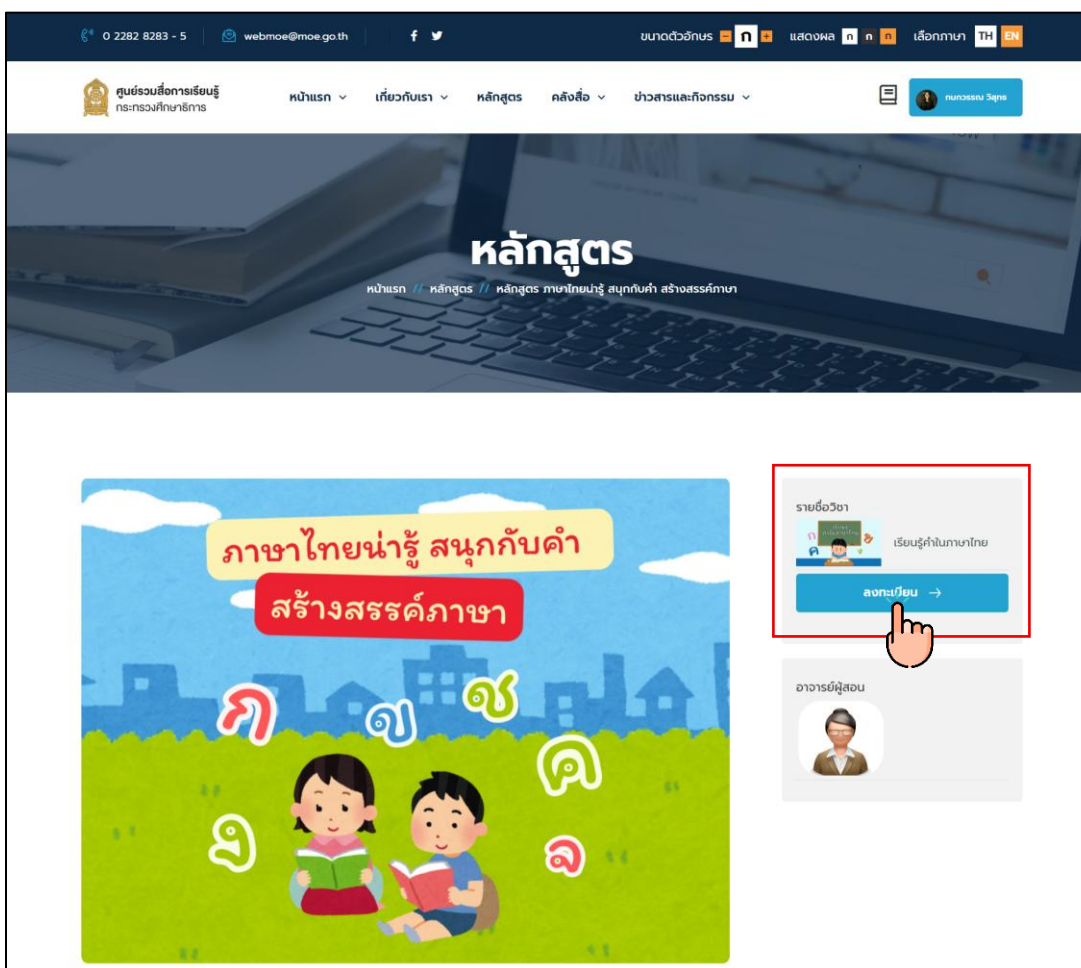 0 2282 8283 - 5
webmoe@moe.go.th
ขนาดตัวอักษร - ก +
แสดงผล ก ก ก
เลือกภาษา TH EN
ศูนย์รวมสื่อการเรียนรู้
กระทรวงศึกษาธิการ
หน้าแรก
เกี่ยวกับเรา
หลักสูตร
คลังสื่อ
ข่าวสารและกิจกรรม
หลักสูตร
หน้าแรก // หลักสูตร // หลักสูตร ภาษาไทยน่ารู้ สนุกกับคำ สร้างสรรค์ภาษา
ภาษาไทยน่ารู้ สนุกกับคำ
สร้างสรรค์ภาษา
ก ข ช
ค
ง
จ
รายชื่อวิชา
เรียนรู้คำในภาษาไทย
ลงทะเบียน →
อาจารย์ผู้สอน